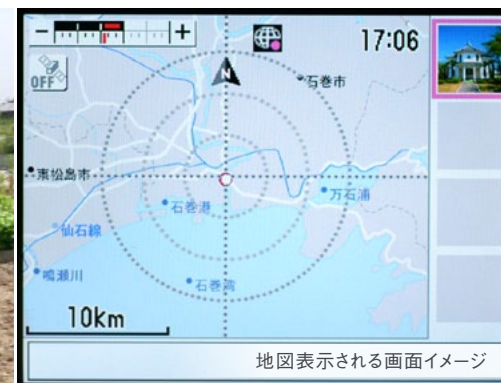 - +
17:06
OFF
N
石巻市
東松島市
万石浦
石巻港
仙石線
鳴瀬川
石巻湾
10km
地図表示される画面イメージ